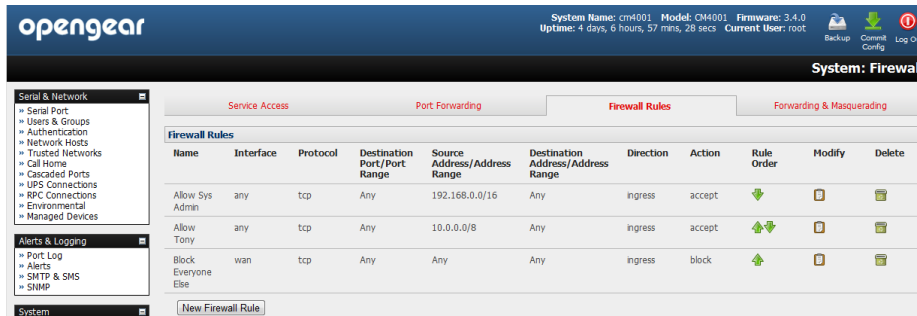 opengear
System Name: cm4001 Model: CM4001 Firmware: 3.4.0
Uptime: 4 days, 6 hours, 57 mins, 28 secs Current User: root
Backup
Commit Config
Log O
System: Firewal
Serial & Network
» Serial Port
» Users & Groups
» Authentication
» Network Hosts
» Trusted Networks
» Call Home
» Cascaded Ports
» UPS Connections
» RPC Connections
» Environmental
» Managed Devices
Alerts & Logging
» Port Log
» Alerts
» SMTP & SMS
» SNMP
System
Service Access Port Forwarding Firewall Rules Forwarding & Masquerading
Firewall Rules
Name Interface Protocol Destination Port/Port Range Source Address/Address Range Destination Address/Address Range Direction Action Rule Order Modify Delete
Allow Sys Admin any tcp Any 192.168.0.0/16 Any ingress accept
Allow Tony any tcp Any 10.0.0.0/8 Any ingress accept
Block Everyone Else wan tcp Any Any Any ingress block
New Firewall Rule